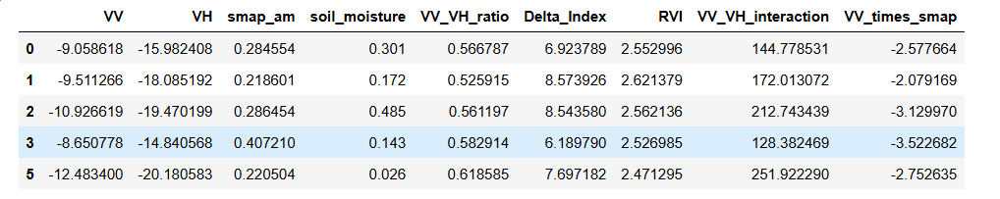 VV VH smap_am soil_moisture VV_VH_ratio Delta_Index RVI VV_VH_interaction VV_times_smap
0 -9.058618 -15.982408 0.284554 0.301 0.566787 6.923789 2.552996 144.778531 -2.577664
1 -9.511266 -18.085192 0.218601 0.172 0.525915 8.573926 2.621379 172.013072 -2.079169
2 -10.926619 -19.470199 0.286454 0.485 0.561197 8.543580 2.562136 212.743439 -3.129970
3 -8.650778 -14.840568 0.407210 0.143 0.582914 6.189790 2.526985 128.382469 -3.522682
5 -12.483400 -20.180583 0.220504 0.026 0.618585 7.697182 2.471295 251.922290 -2.752635